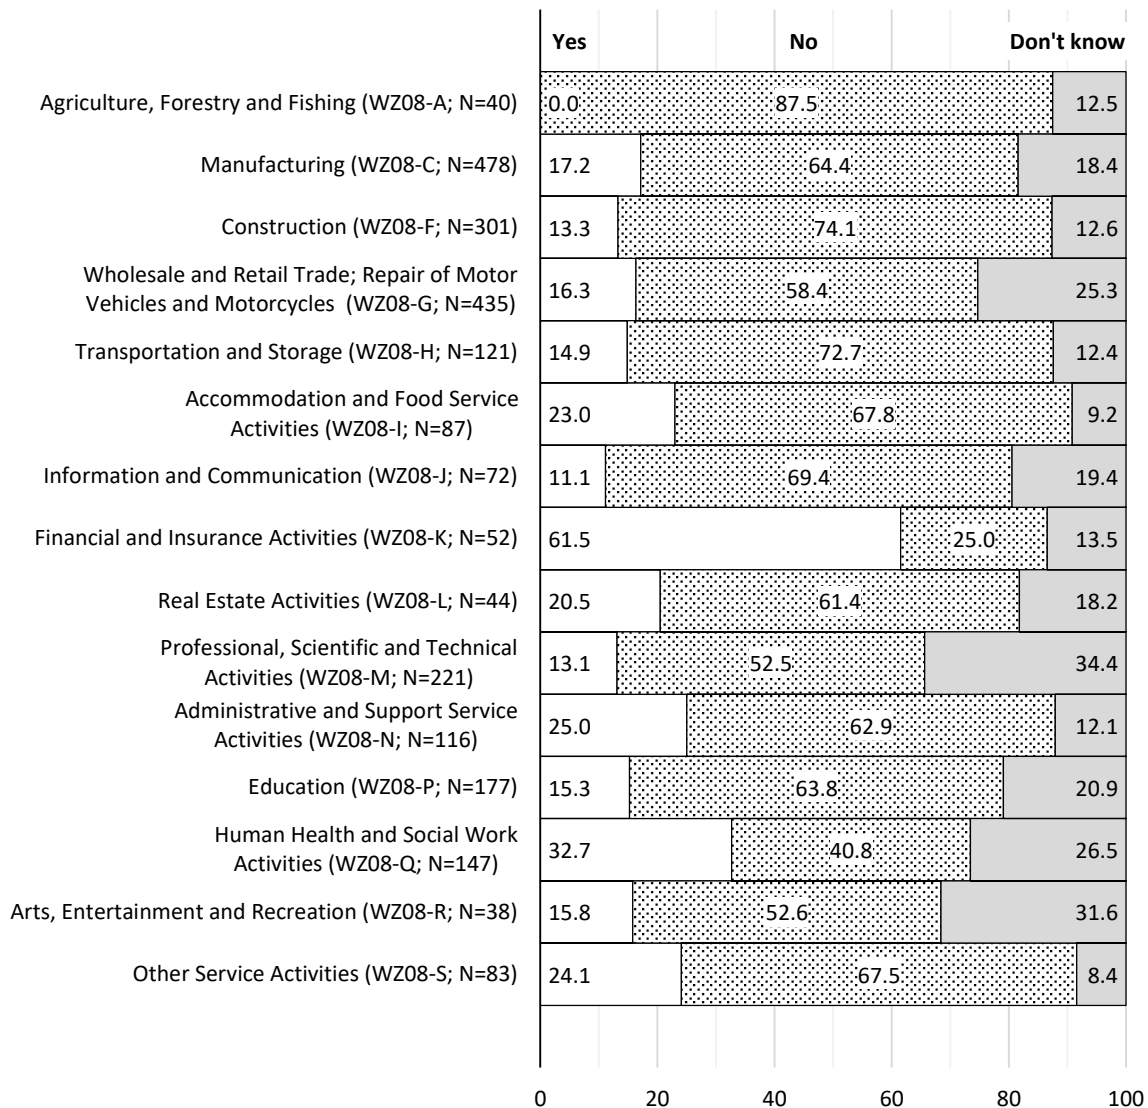 Yes No Don't know
Agriculture, Forestry and Fishing (WZ08-A; N=40) 0.0 87.5 12.5
Manufacturing (WZ08-C; N=478) 17.2 64.4 18.4
Construction (WZ08-F; N=301) 13.3 74.1 12.6
Wholesale and Retail Trade; Repair of Motor
Vehicles and Motorcycles (WZ08-G; N=435) 16.3 58.4 25.3
Transportation and Storage (WZ08-H; N=121) 14.9 72.7 12.4
Accommodation and Food Service
Activities (WZ08-I; N=87) 23.0 67.8 9.2
Information and Communication (WZ08-J; N=72) 11.1 69.4 19.4
Financial and Insurance Activities (WZ08-K; N=52) 61.5 25.0 13.5
Real Estate Activities (WZ08-L; N=44) 20.5 61.4 18.2
Professional, Scientific and Technical
Activities (WZ08-M; N=221) 13.1 52.5 34.4
Administrative and Support Service
Activities (WZ08-N; N=116) 25.0 62.9 12.1
Education (WZ08-P; N=177) 15.3 63.8 20.9
Human Health and Social Work
Activities (WZ08-Q; N=147) 32.7 40.8 26.5
Arts, Entertainment and Recreation (WZ08-R; N=38) 15.8 52.6 31.6
Other Service Activities (WZ08-S; N=83) 24.1 67.5 8.4
0 20 40 60 80 100